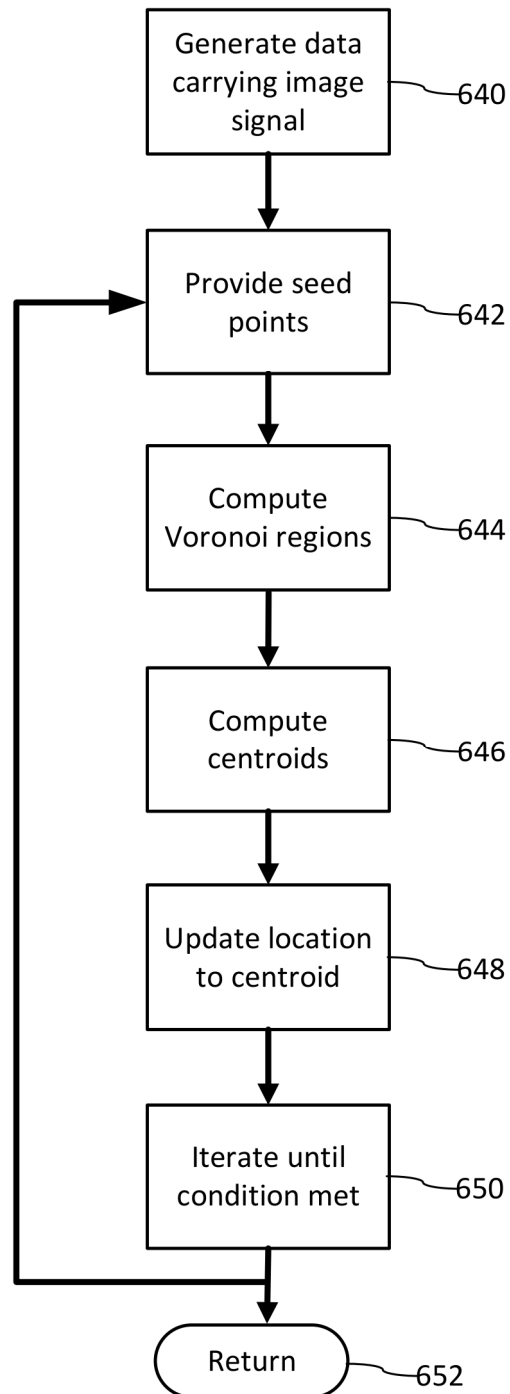 Generate data
carrying image
signal
640
Provide seed
points
642
Compute
Voronoi regions
644
Compute
centroids
646
Update location
to centroid
648
Iterate until
condition met
650
Return
652